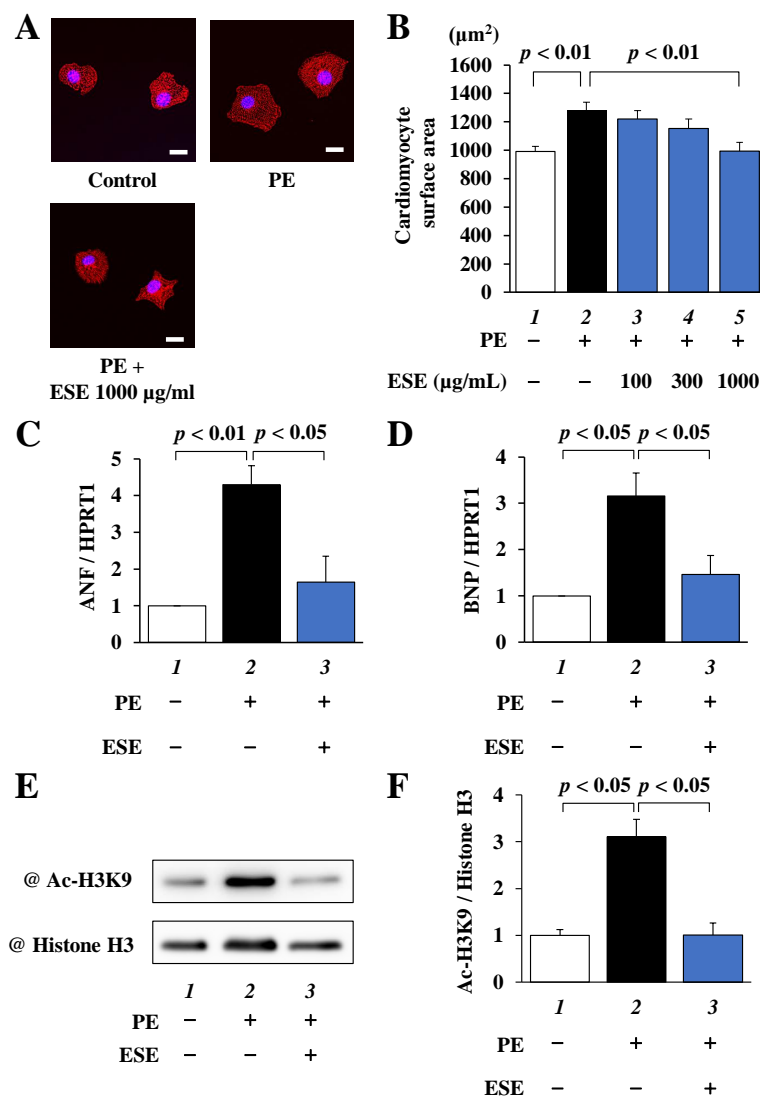 A
Control
PE
PE +
ESE 1000 µg/ml
B
(µm²)
p < 0.01
p < 0.01
Cardiomyocyte
surface area
1600
1400
1200
1000
800
600
400
200
0
1 2 3 4 5
PE − + + + +
ESE (µg/mL) − − 100 300 1000
C
p < 0.01 p < 0.05
ANF / HPRT1
5
4
3
2
1
0
1 2 3
PE − + +
ESE − − +
D
p < 0.05 p < 0.05
BNP / HPRT1
4
3
2
1
0
1 2 3
PE − + +
ESE − − +
E
@ Ac-H3K9
@ Histone H3
1 2 3
PE − + +
ESE − − +
F
p < 0.05 p < 0.05
Ac-H3K9 / Histone H3
4
3
2
1
0
1 2 3
PE − + +
ESE − − +